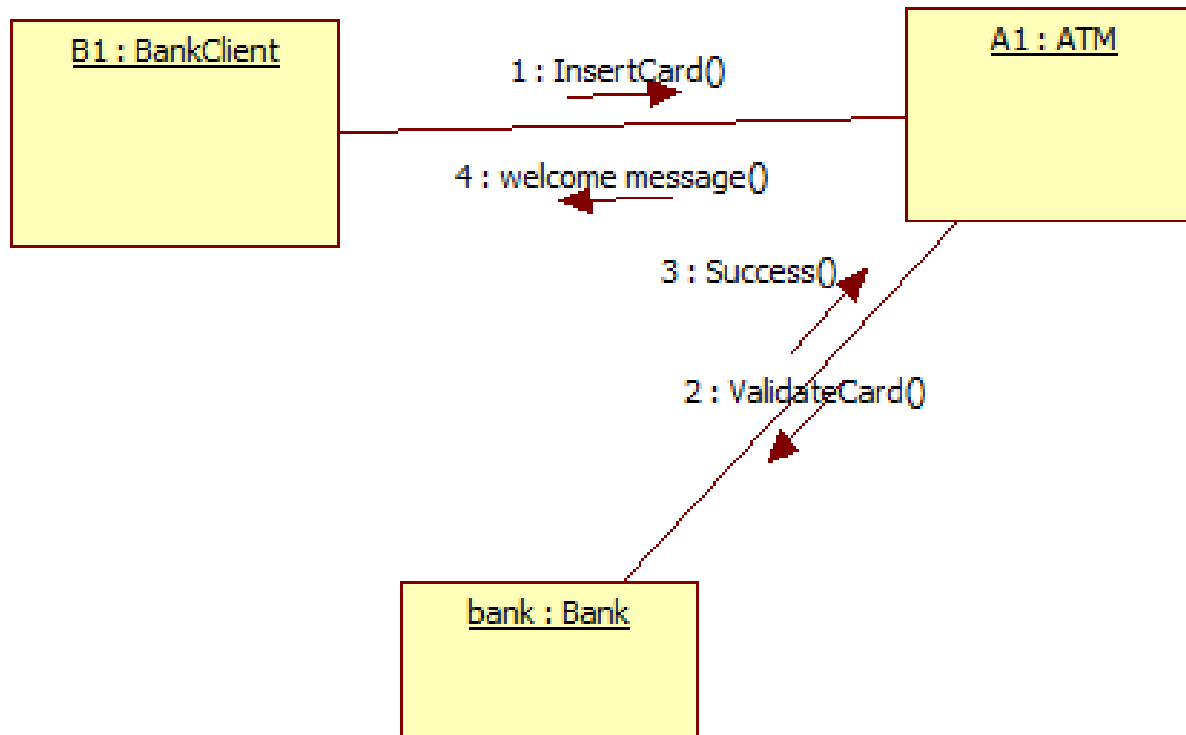 B1 : BankClient
A1 : ATM
1 : InsertCard()
4 : welcome message()
3 : Success()
2 : ValidateCard()
bank : Bank